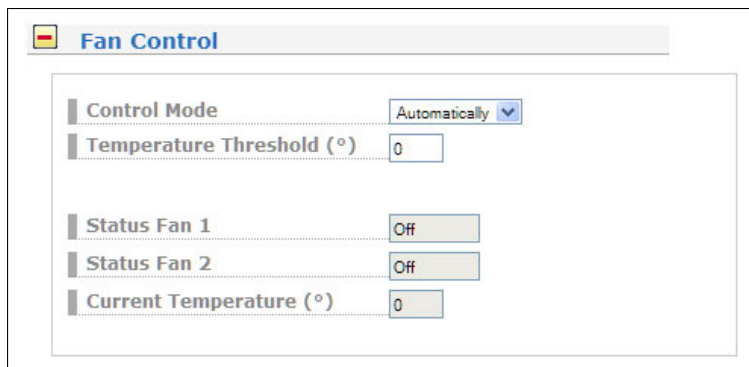 Fan Control
Control Mode Automatically
Temperature Threshold (°) 0
Status Fan 1 Off
Status Fan 2 Off
Current Temperature (°) 0